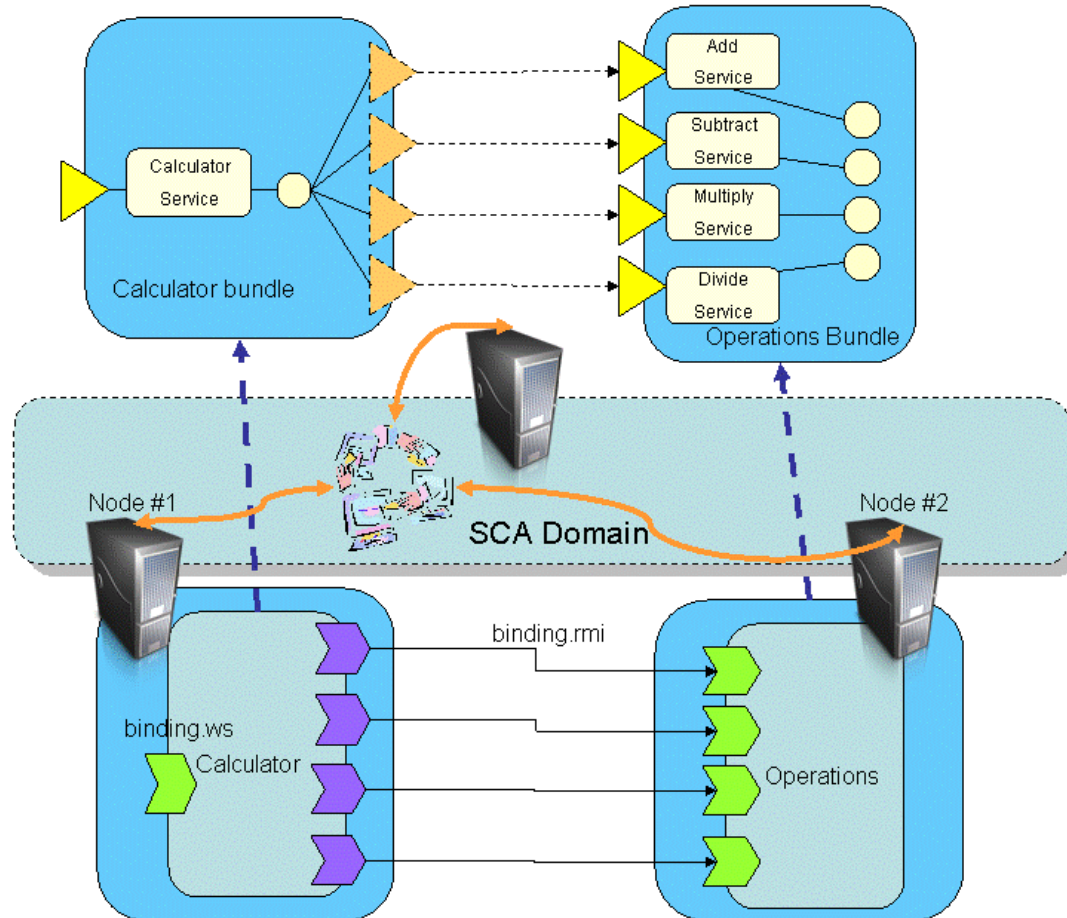 Add
Service
Subtract
Service
Calculator
Service
Multiply
Service
Divide
Service
Calculator bundle
Operations Bundle
Node #1
Node #2
SCA Domain
binding.rmi
binding.ws
Calculator
Operations